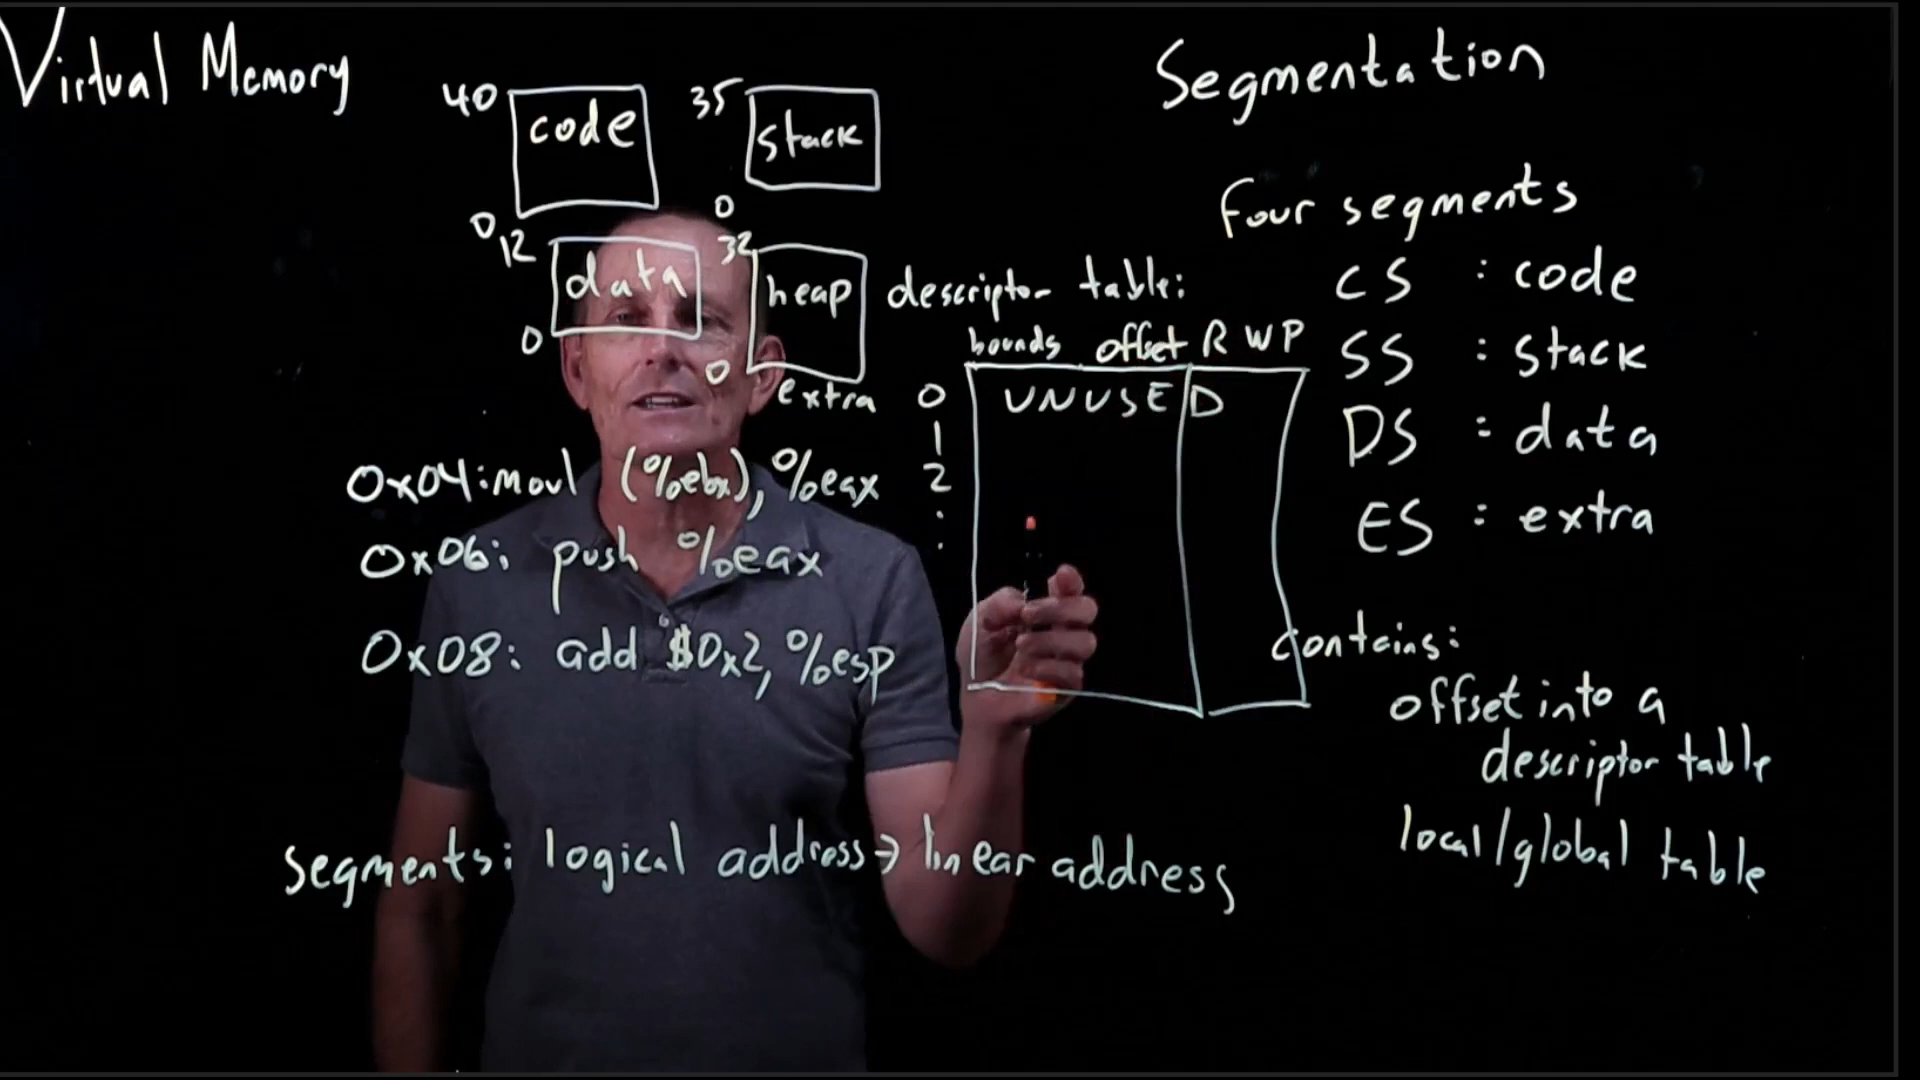 Virtual Memory
Segmentation
40 code 0
35 stack 0
12 data 0
32 heap 0
extra
descriptor table:
bounds offset R W P
0 UNUSED
1
2
:
0x04: movl (%ebx), %eax
0x06: push %eax
0x08: add $0x2, %esp
segments: logical address → linear address
four segments
CS : code
SS : stack
DS : data
ES : extra
contains:
offset into a
descriptor table
local/global table